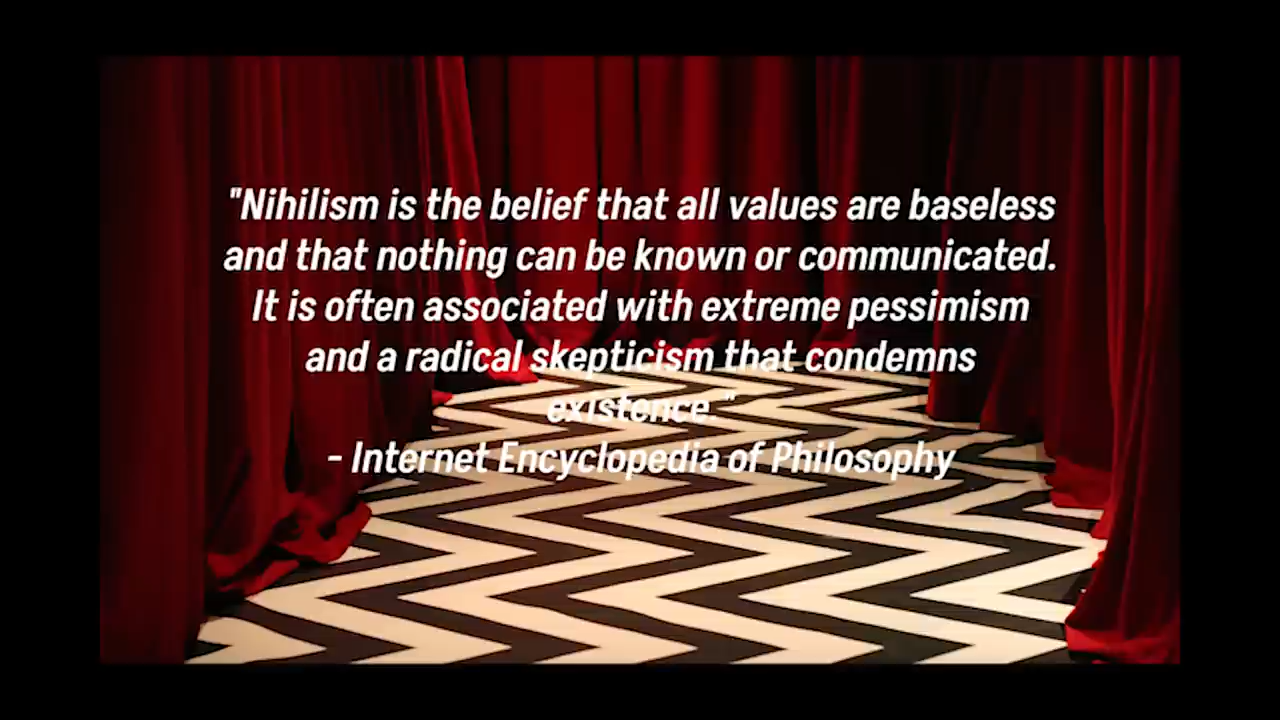 "Nihilism is the belief that all values are baseless
and that nothing can be known or communicated.
It is often associated with extreme pessimism
and a radical skepticism that condemns
existence."
- Internet Encyclopedia of Philosophy